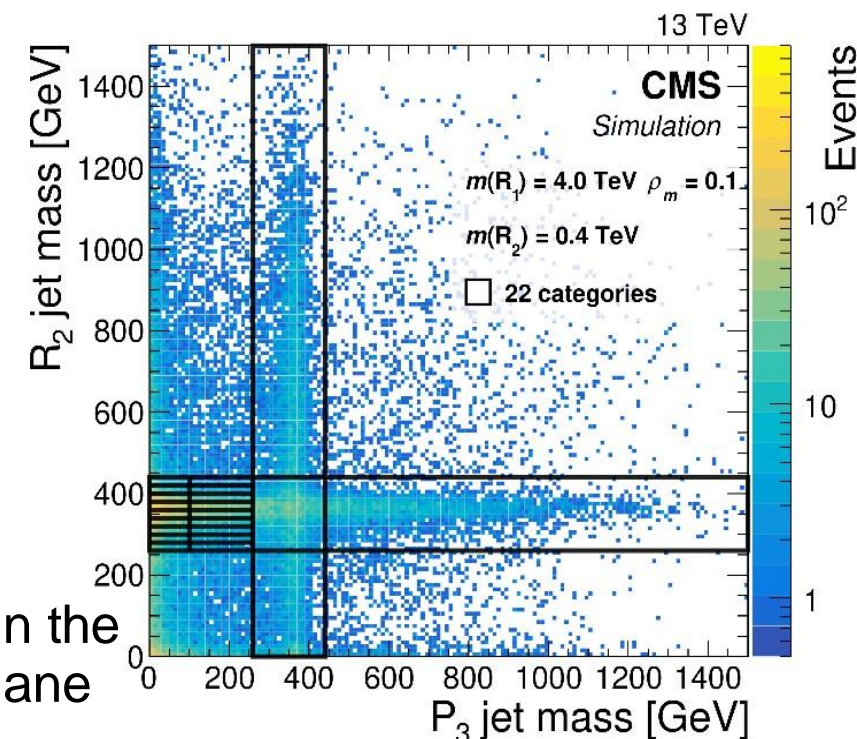 13 TeV
CMS
Simulation
m(R₁) = 4.0 TeV ρₘ = 0.1
m(R₂) = 0.4 TeV
22 categories
R₂ jet mass [GeV]
1400
1200
1000
800
600
400
200
0
n the
ane
0 200 400 600 800 1000 1200 1400
P₃ jet mass [GeV]
Events
10²
10
1